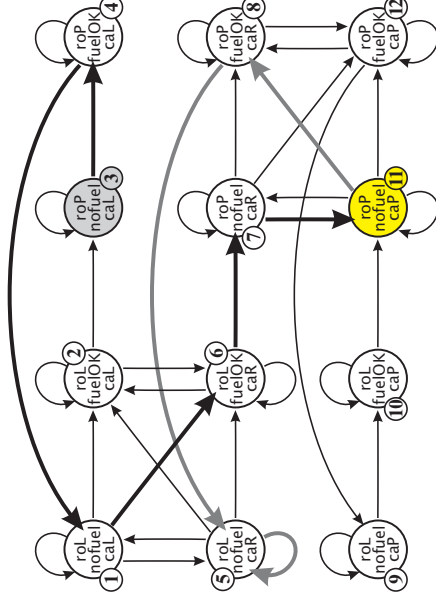 roL
nofuel
caL
1
roL
fuelOK
caL
2
roP
nofuel
caL
3
roP
fuelOK
caL
4
roL
nofuel
caR
5
roL
fuelOK
caR
6
roP
nofuel
caR
7
roP
fuelOK
caR
8
roL
nofuel
caP
9
roL
fuelOK
caP
10
roP
nofuel
caP
11
roP
fuelOK
caP
12